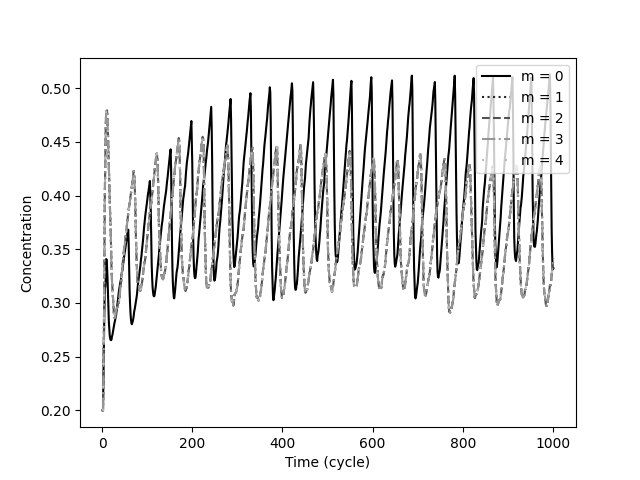 0.50
0.45
0.40
0.35
0.30
0.25
0.20
Concentration
0
200
400
600
800
1000
Time (cycle)
m = 0
m = 1
m = 2
m = 3
m = 4